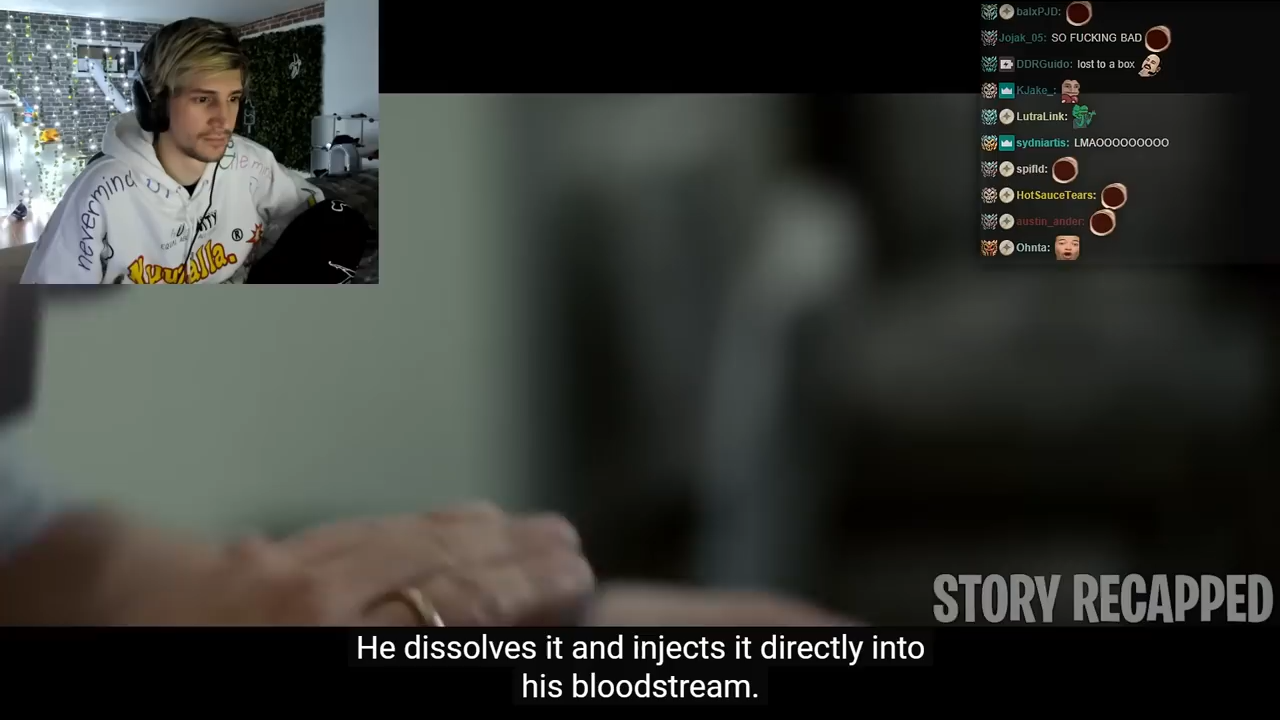 balxPJD:
Jojak_05: SO FUCKING BAD
DDRGuido: lost to a box
KJake_:
LutraLink:
sydniartis: LMAOOOOOOOOO
spifld:
HotSauceTears:
austin_ander:
Ohnta:
nevermind
®
STORY RECAPPED
He dissolves it and injects it directly into
his bloodstream.